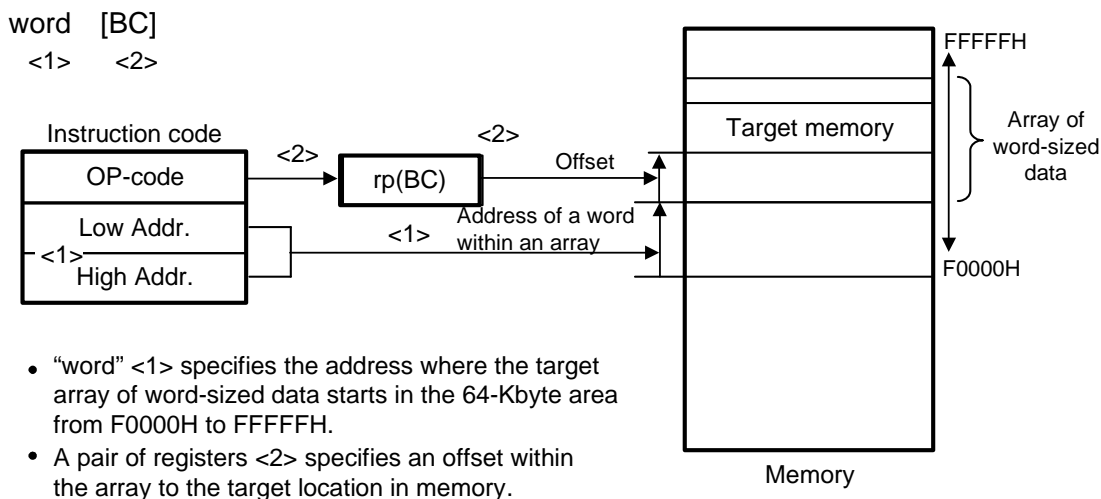 word [BC]
<1> <2>
Instruction code
OP-code
Low Addr.
<1>
High Addr.
<2>
rp(BC)
<2>
Offset
<1>
Address of a word
within an array
Target memory
FFFFFH
Array of
word-sized
data
F0000H
Memory
• “word” <1> specifies the address where the target
array of word-sized data starts in the 64-Kbyte area
from F0000H to FFFFFH.
• A pair of registers <2> specifies an offset within
the array to the target location in memory.